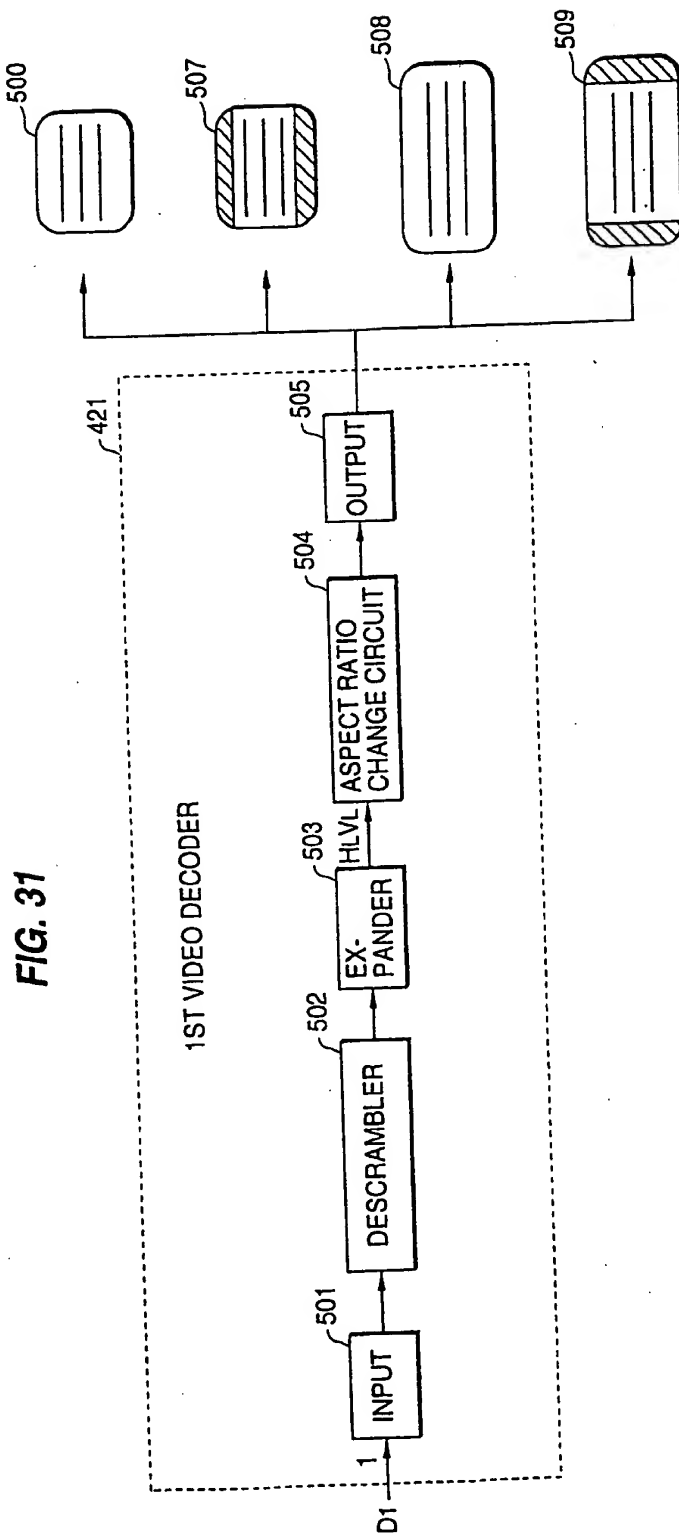 FIG. 31
421
1ST VIDEO DECODER
D1
1
501
INPUT
502
DESCRAMBLER
503
EX-
PANDER
HLVL
504
ASPECT RATIO
CHANGE CIRCUIT
505
OUTPUT
500
507
508
509